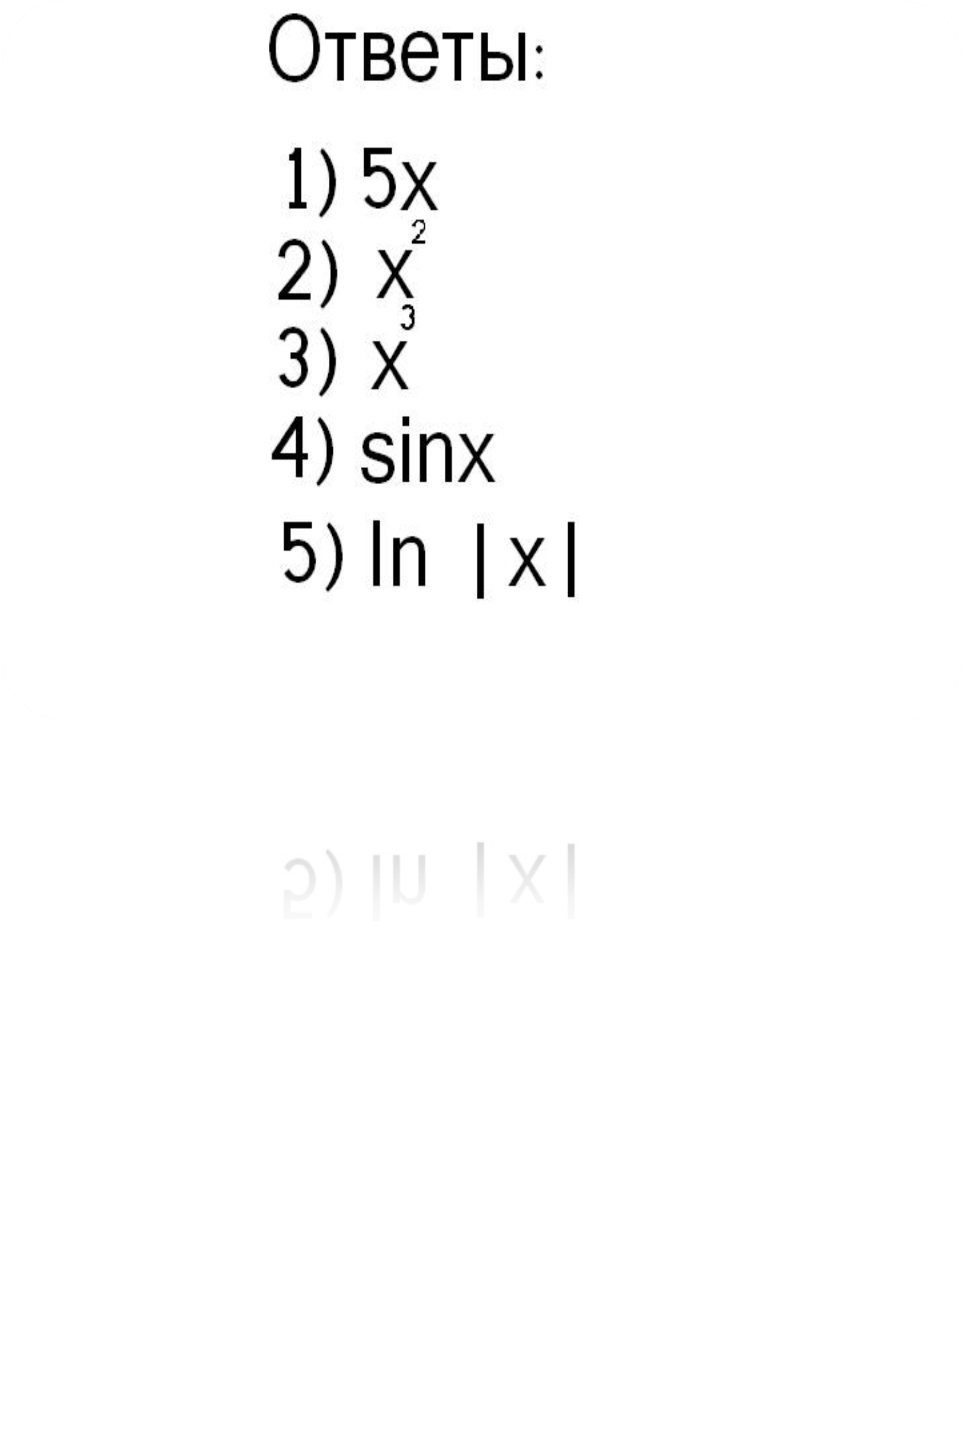 Ответы:
1) 5x
2) x²
3) x³
4) sinx
5) ln |x|